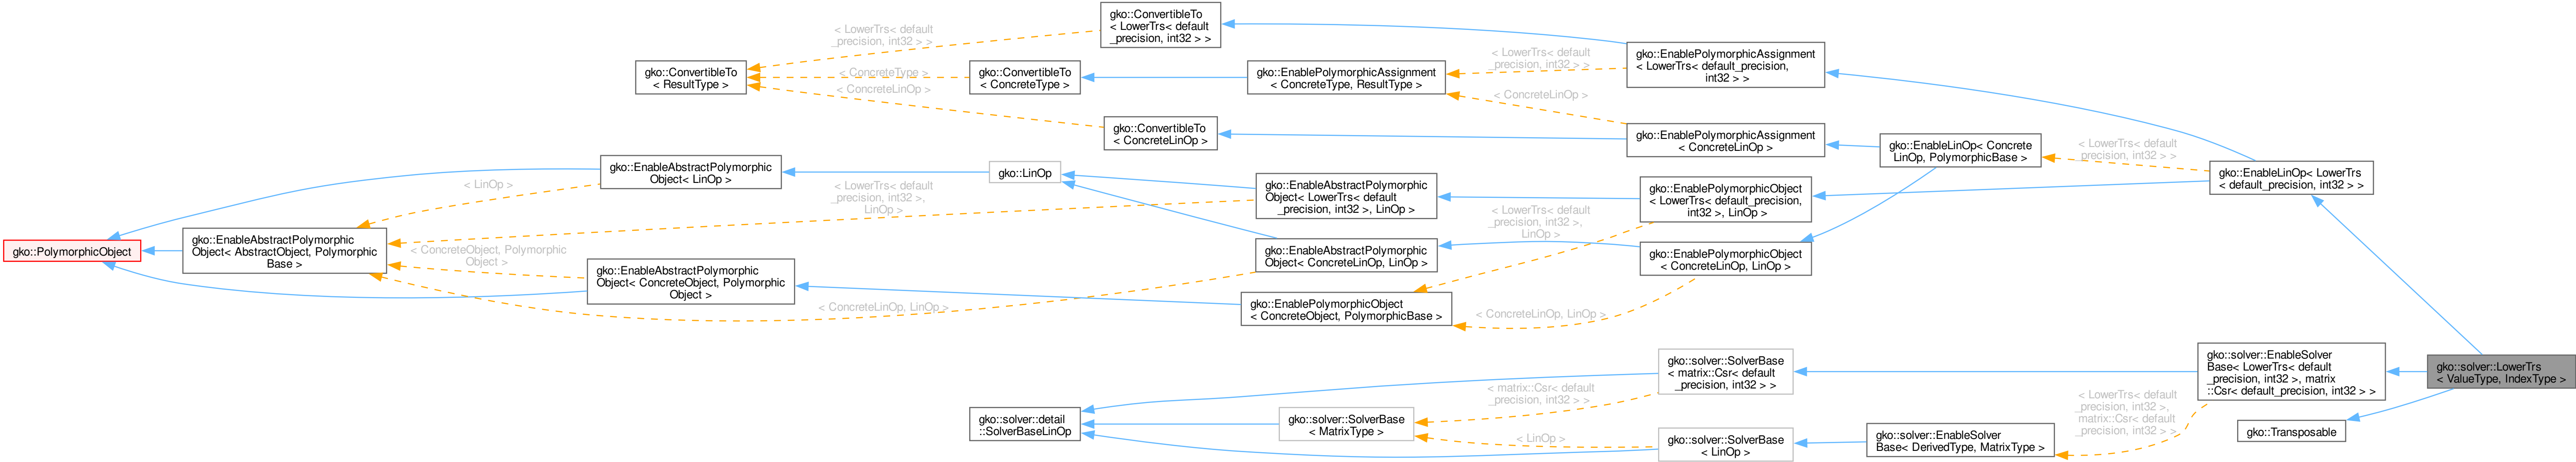 gko::ConvertibleTo
< LowerTrs< default
_precision, int32 > >
< LowerTrs< default
_precision, int32 > >
gko::ConvertibleTo
< ResultType >
< ConcreteType >
< ConcreteLinOp >
gko::ConvertibleTo
< ConcreteType >
gko::EnablePolymorphicAssignment
< ConcreteType, ResultType >
< LowerTrs< default
_precision, int32 > >
< ConcreteLinOp >
gko::EnablePolymorphicAssignment
< LowerTrs< default_precision,
int32 > >
gko::ConvertibleTo
< ConcreteLinOp >
gko::EnablePolymorphicAssignment
< ConcreteLinOp >
gko::EnableLinOp< Concrete
LinOp, PolymorphicBase >
< LowerTrs< default
_precision, int32 > >
gko::EnableLinOp< LowerTrs
< default_precision, int32 > >
gko::EnableAbstractPolymorphic
Object< LinOp >
< LinOp >
gko::LinOp
< LowerTrs< default
_precision, int32 >,
LinOp >
gko::EnableAbstractPolymorphic
Object< LowerTrs< default
_precision, int32 >, LinOp >
gko::EnablePolymorphicObject
< LowerTrs< default_precision,
int32 >, LinOp >
< LowerTrs< default
_precision, int32 >,
LinOp >
gko::PolymorphicObject
gko::EnableAbstractPolymorphic
Object< AbstractObject, Polymorphic
Base >
< ConcreteObject, Polymorphic
Object >
gko::EnableAbstractPolymorphic
Object< ConcreteObject, Polymorphic
Object >
gko::EnableAbstractPolymorphic
Object< ConcreteLinOp, LinOp >
gko::EnablePolymorphicObject
< ConcreteLinOp, LinOp >
< ConcreteLinOp, LinOp >
gko::EnablePolymorphicObject
< ConcreteObject, PolymorphicBase >
< ConcreteLinOp, LinOp >
gko::solver::SolverBase
< matrix::Csr< default
_precision, int32 > >
gko::solver::EnableSolver
Base< LowerTrs< default
_precision, int32 >, matrix
::Csr< default_precision, int32 > >
gko::solver::LowerTrs
< ValueType, IndexType >
< matrix::Csr< default
_precision, int32 > >
< LowerTrs< default
_precision, int32 >,
matrix::Csr< default
_precision, int32 > >
gko::solver::detail
::SolverBaseLinOp
gko::solver::SolverBase
< MatrixType >
< LinOp >
gko::solver::SolverBase
< LinOp >
gko::solver::EnableSolver
Base< DerivedType, MatrixType >
gko::Transposable